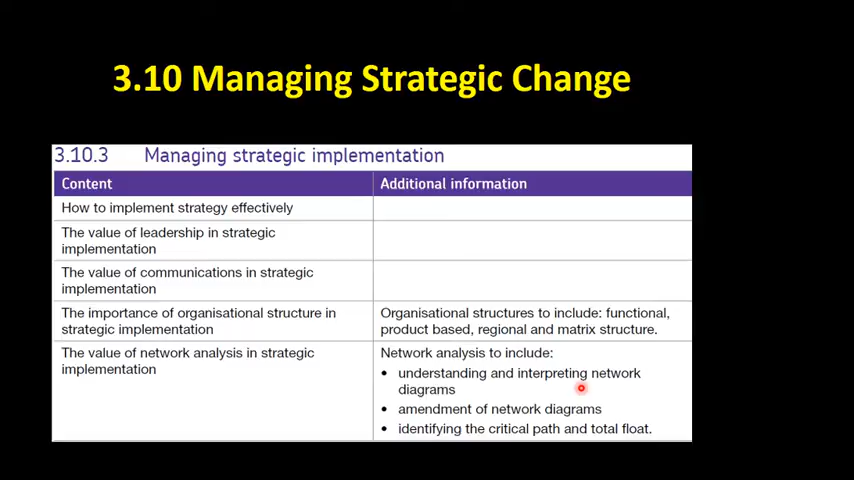 3.10 Managing Strategic Change
3.10.3 Managing strategic implementation
Content Additional information
How to implement strategy effectively
The value of leadership in strategic
implementation
The value of communications in strategic
implementation
The importance of organisational structure in
strategic implementation
Organisational structures to include: functional,
product based, regional and matrix structure.
The value of network analysis in strategic
implementation
Network analysis to include:
• understanding and interpreting network
diagrams
• amendment of network diagrams
• identifying the critical path and total float.